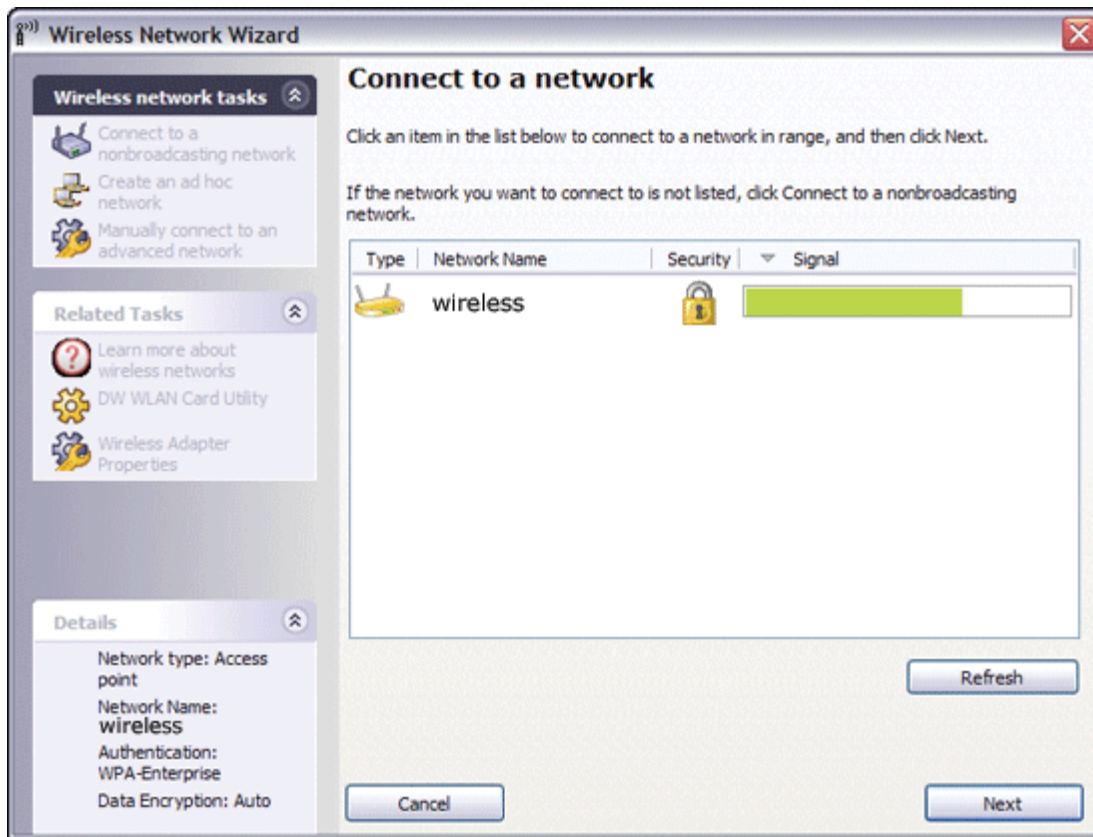 Wireless Network Wizard
Wireless network tasks
Connect to a
nonbroadcasting network
Create an ad hoc
network
Manually connect to an
advanced network
Related Tasks
Learn more about
wireless networks
DW WLAN Card Utility
Wireless Adapter
Properties
Details
Network type: Access
point
Network Name:
wireless
Authentication:
WPA-Enterprise
Data Encryption: Auto
Connect to a network
Click an item in the list below to connect to a network in range, and then click Next.
If the network you want to connect to is not listed, click Connect to a nonbroadcasting
network.
Type Network Name Security Signal
wireless
Refresh
Cancel Next